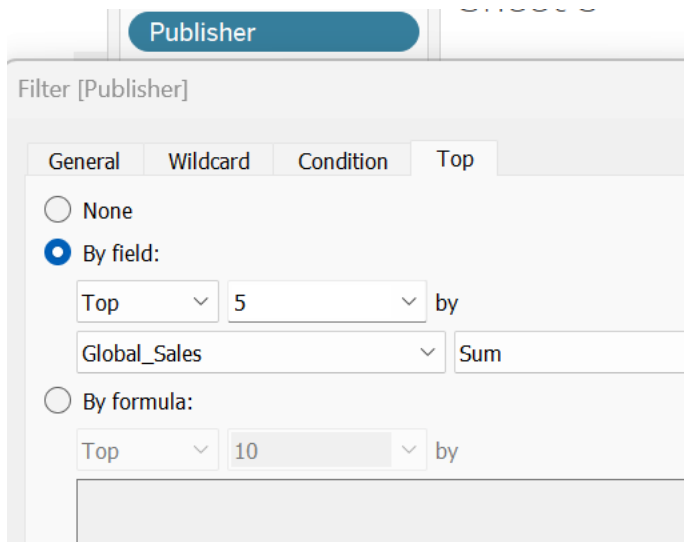 Publisher
Filter [Publisher]
General Wildcard Condition Top
None
By field:
Top 5 by
Global_Sales Sum
By formula:
Top 10 by